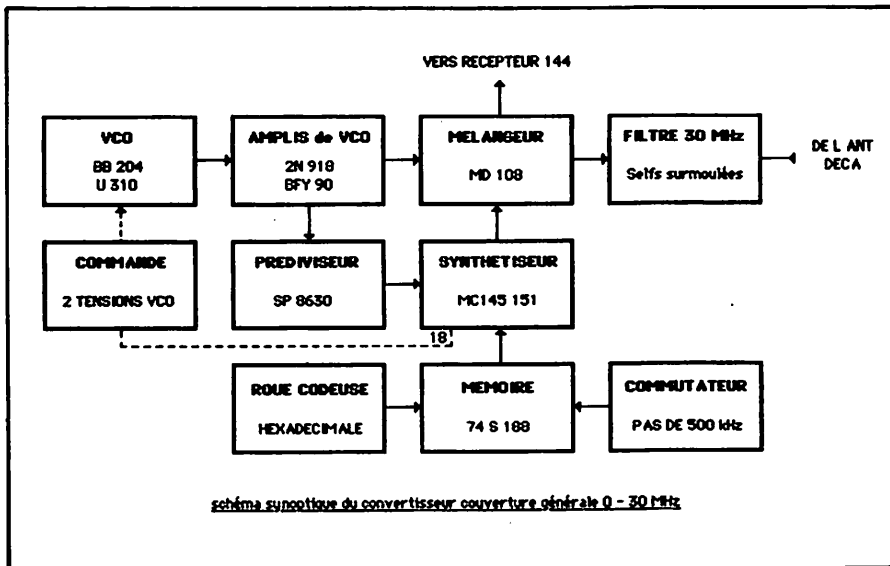 VERS RECEPTEUR 144
VCO
BB 204
U 310
AMPLIS de VCO
2N 918
BFY 90
MELANGEUR
MD 108
FILTRE 30 MHz
Selfs surmoulées
DE L ANT
DECA
COMMANDE
2 TENSIONS VCO
PREDIVISEUR
SP 8630
SYNTHETISEUR
MC145 151
18
ROUE CODEUSE
HEXADECIMALE
MEMOIRE
74 S 188
COMMUTATEUR
PAS DE 500 kHz
schéma sunoptique du convertisseur couverture générale 0 - 30 MHz